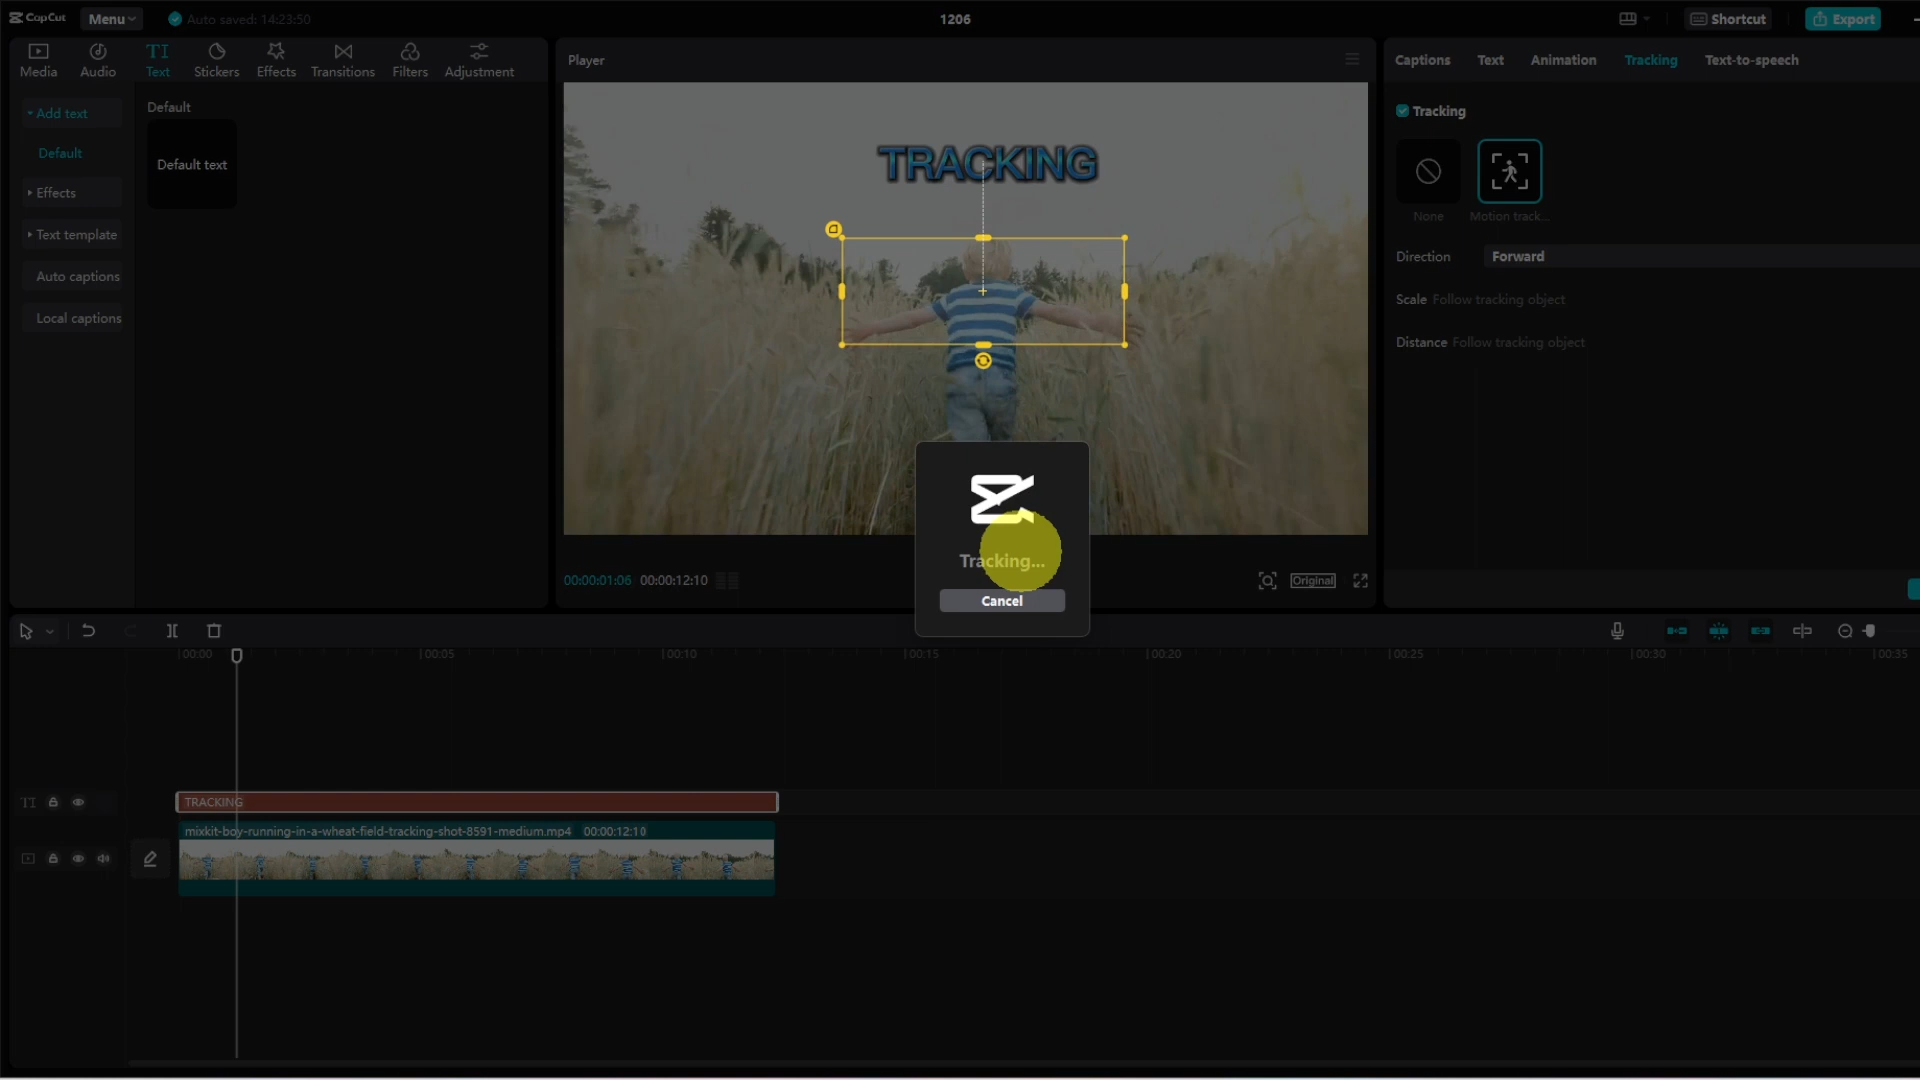 CapCut
Menu
Auto saved: 14:23:50
1206
Shortcut
Export
Media
Audio
TI
Text
Stickers
Effects
Transitions
Filters
Adjustment
Add text
Default
Effects
Text template
Auto captions
Local captions
Default
Default text
Player
TRACKING
Tracking...
Cancel
00:00:01:06
00:00:12:10
Original
Captions
Text
Animation
Tracking
Text-to-speech
Tracking
None
Motion track...
Direction
Forward
Scale Follow tracking object
Distance Follow tracking object
00:00
00:05
00:10
00:15
00:20
00:25
00:30
00:35
TI
TRACKING
mixkit-boy-running-in-a-wheat-field-tracking-shot-8591-medium.mp4 00:00:12:10